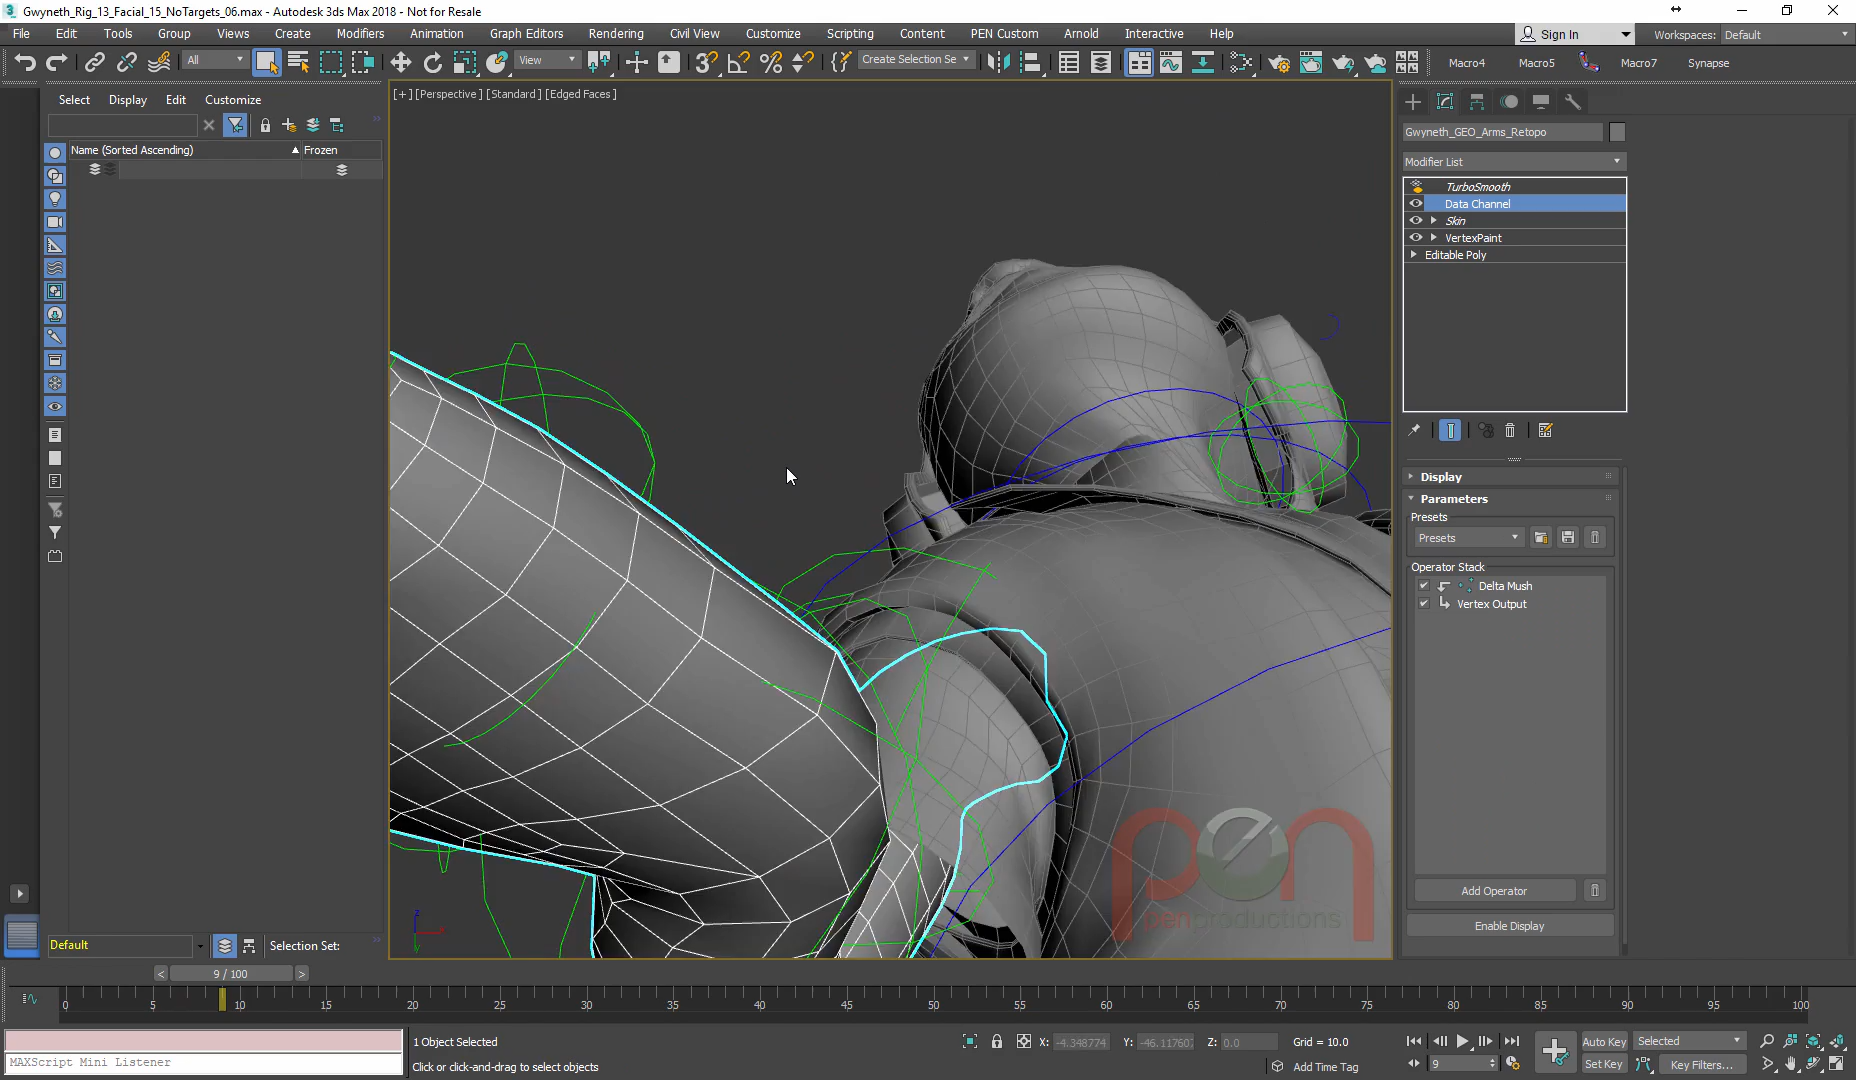 Gwyneth_Rig_13_Facial_15_NoTargets_06.max - Autodesk 3ds Max 2018 - Not for Resale
File Edit Tools Group Views Create Modifiers Animation Graph Editors Rendering Civil View Customize Scripting Content PEN Custom Arnold Interactive Help
Sign In Workspaces: Default
All View Create Selection Se Macro4 Macro5 Macro7 Synapse
Select Display Edit Customize
[+] [Perspective] [Standard] [Edged Faces]
Name (Sorted Ascending) Frozen
Gwyneth_GEO_Arms_Retopo
Modifier List
TurboSmooth
Data Channel
Skin
VertexPaint
Editable Poly
Display
Parameters
Presets
Presets
Operator Stack
Delta Mush
Vertex Output
Add Operator
Enable Display
pen
penproductions
Default Selection Set:
< 9 / 100 >
0 5 10 15 20 25 30 35 40 45 50 55 60 65 70 75 80 85 90 95 100
1 Object Selected X: -4.348774 Y: -46.117607 Z: 0.0 Grid = 10.0 Auto Key Selected
MAXScript Mini Listener Click or click-and-drag to select objects Add Time Tag 9 Set Key Key Filters...